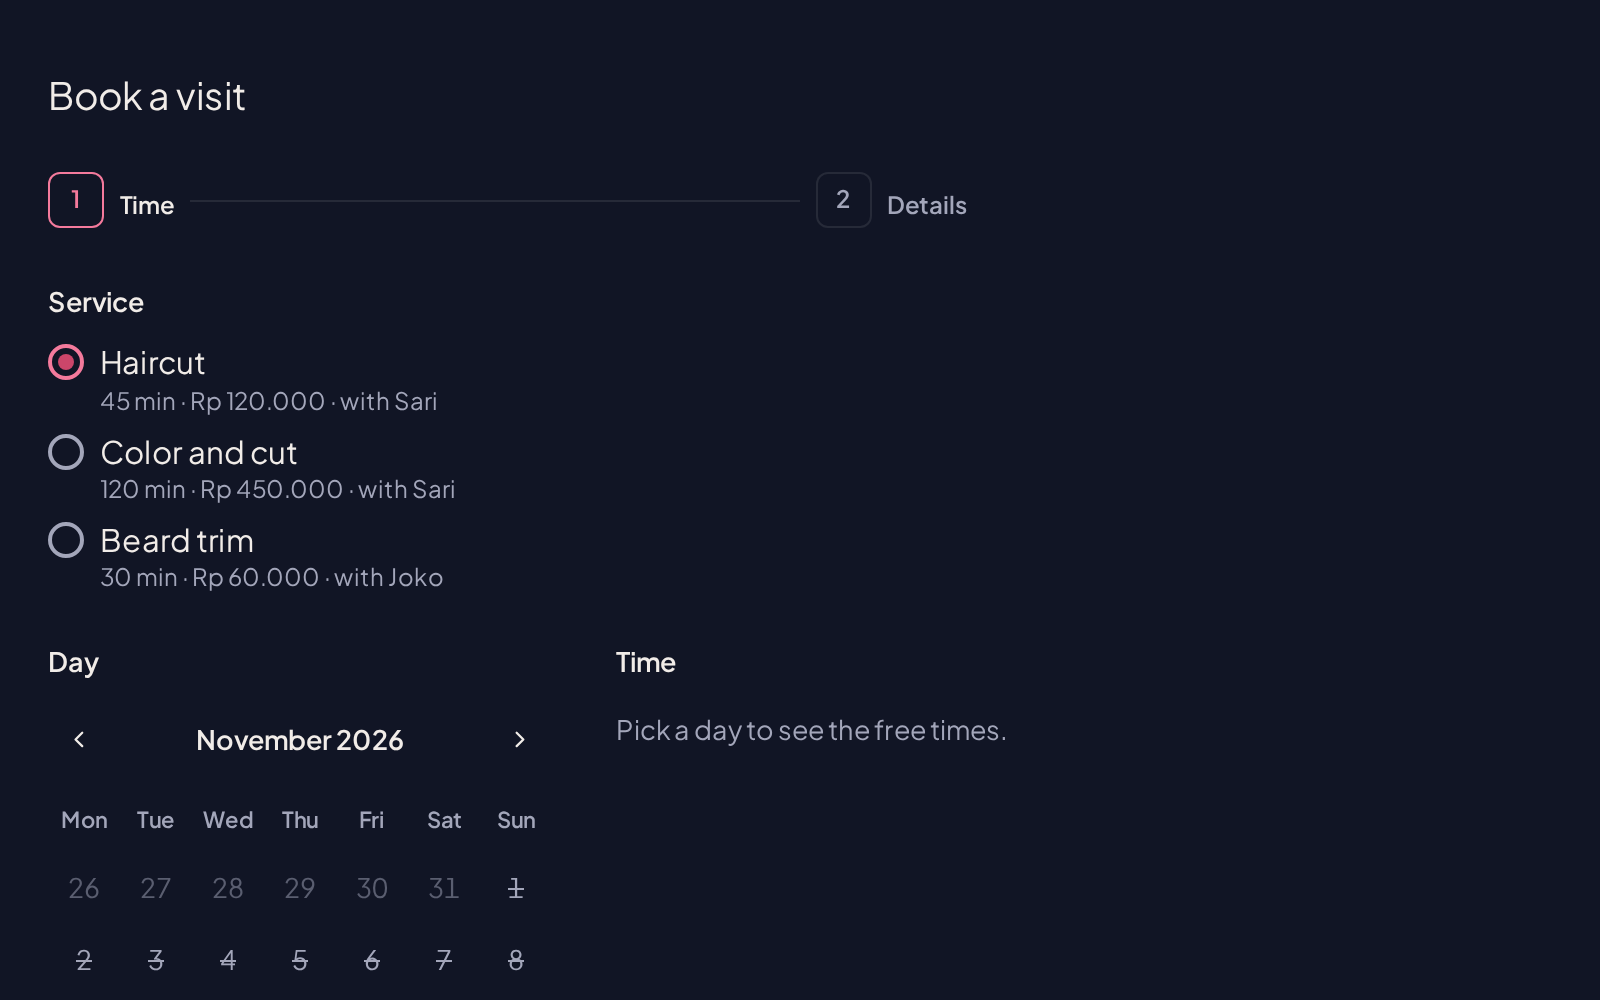 Book a visit
1 Time 2 Details
Service
Haircut
45 min · Rp 120.000 · with Sari
Color and cut
120 min · Rp 450.000 · with Sari
Beard trim
30 min · Rp 60.000 · with Joko
Day
November 2026
Mon Tue Wed Thu Fri Sat Sun
26 27 28 29 30 31 1
2 3 4 5 6 7 8
Time
Pick a day to see the free times.